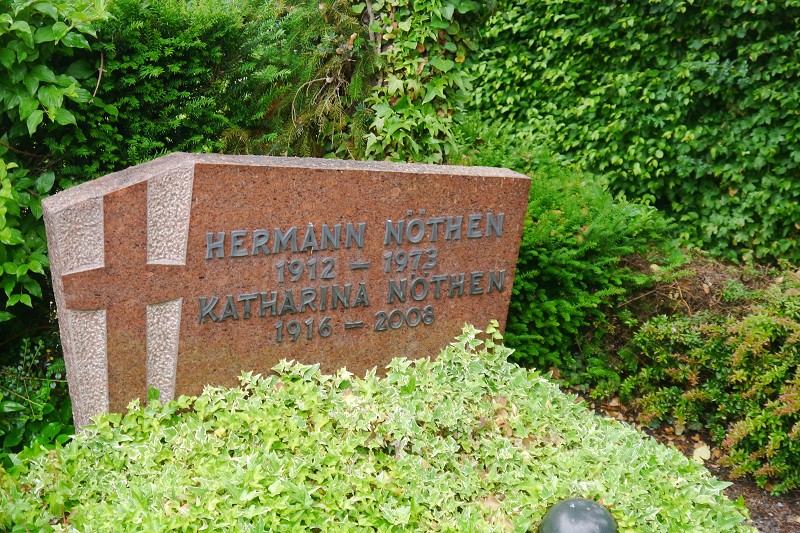 HERMANN NÖTHEN
1912 – 1973
KATHARINA NÖTHEN
1916 – 2008